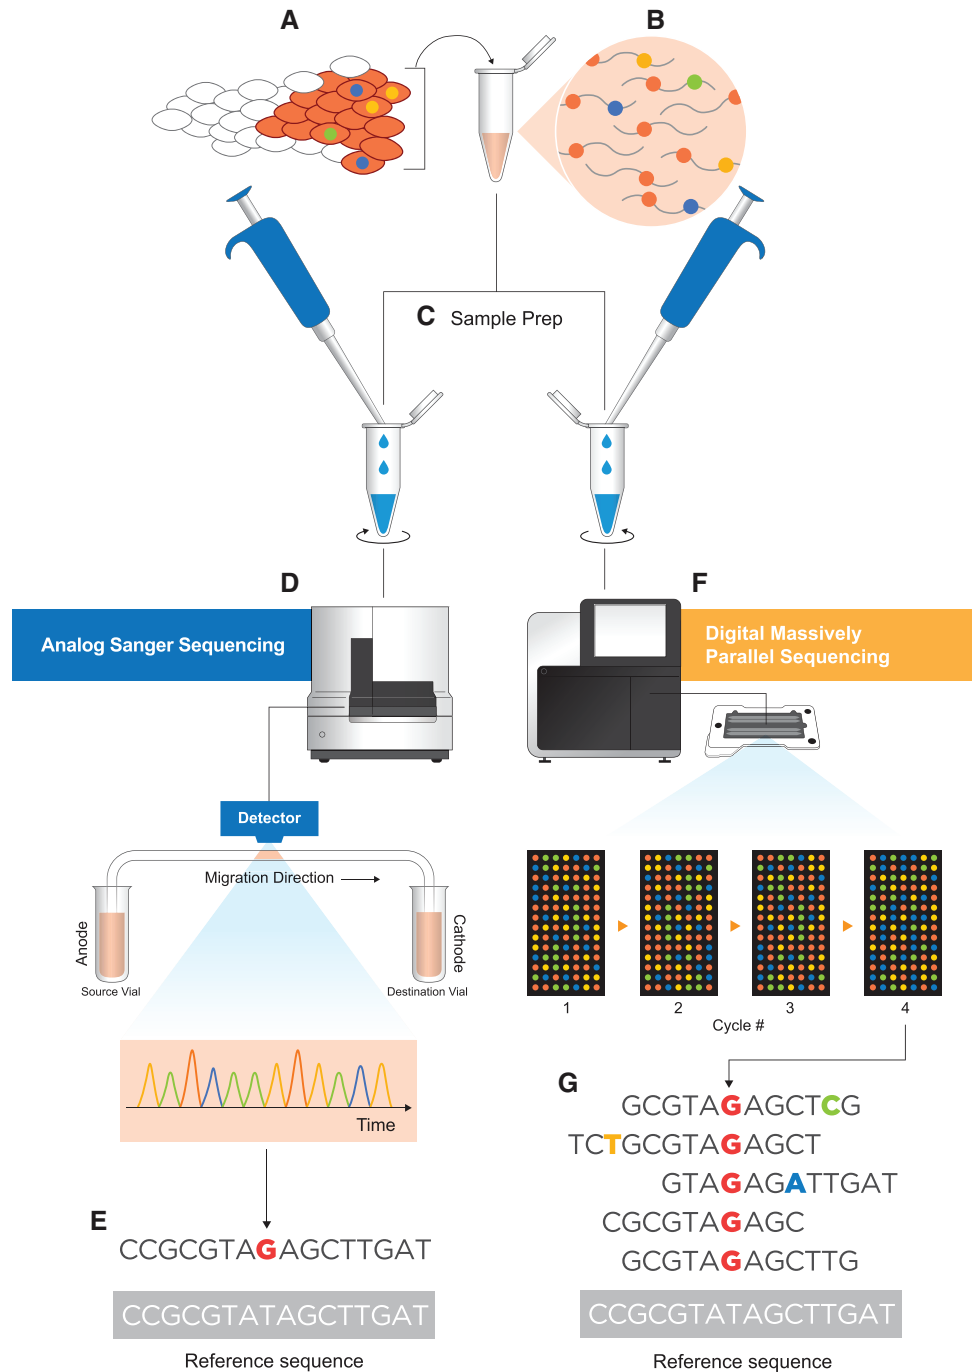 A
B
C Sample Prep
D
F
Analog Sanger Sequencing
Digital Massively
Parallel Sequencing
Detector
Migration Direction
Anode
Cathode
Source Vial
Destination Vial
1
2
3
4
Cycle #
Time
G
GCGTAGAGCTCG
TCTGCGTAGAGCT
GTAGAGATTGAT
CGCGTAGAGC
GCGTAGAGCTTG
CCGCGTATAGCTTGAT
Reference sequence
E
CCGCGTAGAGCTTGAT
CCGCGTATAGCTTGAT
Reference sequence